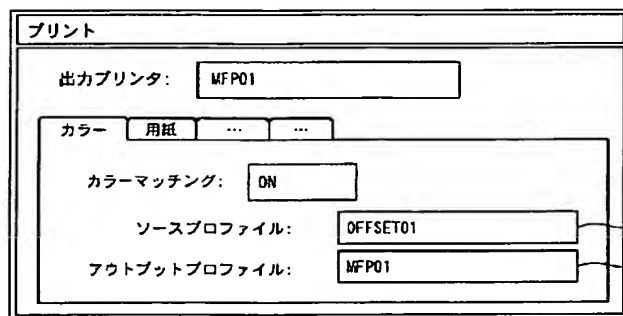 プリント
出力プリンタ: MFP01
カラー 用紙 … …
カラーマッチング: ON
ソースプロファイル: OFFSET01
アウトプットプロファイル: MFP01